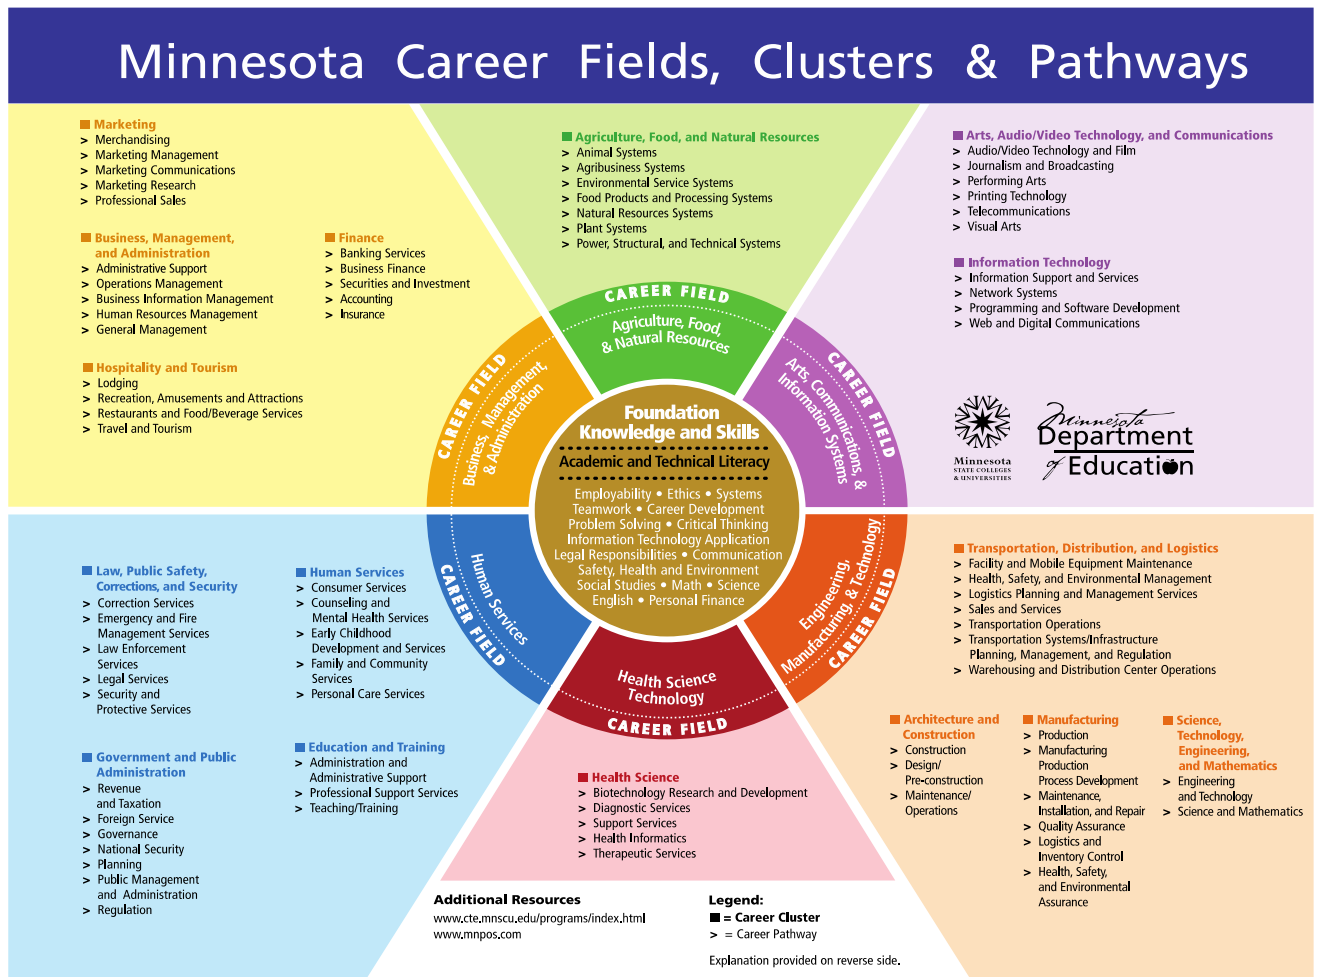 Minnesota Career Fields, Clusters & Pathways
Marketing
> Merchandising
> Marketing Management
> Marketing Communications
> Marketing Research
> Professional Sales
Business, Management,
and Administration
> Administrative Support
> Operations Management
> Business Information Management
> Human Resources Management
> General Management
Finance
> Banking Services
> Business Finance
> Securities and Investment
> Accounting
> Insurance
Hospitality and Tourism
> Lodging
> Recreation, Amusements and Attractions
> Restaurants and Food/Beverage Services
> Travel and Tourism
Agriculture, Food, and Natural Resources
> Animal Systems
> Agribusiness Systems
> Environmental Service Systems
> Food Products and Processing Systems
> Natural Resources Systems
> Plant Systems
> Power, Structural, and Technical Systems
Arts, Audio/Video Technology, and Communications
> Audio/Video Technology and Film
> Journalism and Broadcasting
> Performing Arts
> Printing Technology
> Telecommunications
> Visual Arts
Information Technology
> Information Support and Services
> Network Systems
> Programming and Software Development
> Web and Digital Communications
Minnesota
STATE COLLEGES
& UNIVERSITIES
Minnesota
Department
of Education
CAREER FIELD
Agriculture, Food,
& Natural Resources
CAREER FIELD
Business, Management,
& Administration
CAREER FIELD
Arts, Communications, &
Information Systems
Foundation
Knowledge and Skills
Academic and Technical Literacy
Employability • Ethics • Systems
Teamwork • Career Development
Problem Solving • Critical Thinking
Information Technology Application
Legal Responsibilities • Communication
Safety, Health and Environment
Social Studies • Math • Science
English • Personal Finance
Human Services
CAREER FIELD
Engineering,
Manufacturing, & Technology
CAREER FIELD
Health Science
Technology
CAREER FIELD
Law, Public Safety,
Corrections, and Security
> Correction Services
> Emergency and Fire
Management Services
> Law Enforcement
Services
> Legal Services
> Security and
Protective Services
Human Services
> Consumer Services
> Counseling and
Mental Health Services
> Early Childhood
Development and Services
> Family and Community
Services
> Personal Care Services
Government and Public
Administration
> Revenue
and Taxation
> Foreign Service
> Governance
> National Security
> Planning
> Public Management
and Administration
> Regulation
Education and Training
> Administration and
Administrative Support
> Professional Support Services
> Teaching/Training
Health Science
> Biotechnology Research and Development
> Diagnostic Services
> Support Services
> Health Informatics
> Therapeutic Services
Transportation, Distribution, and Logistics
> Facility and Mobile Equipment Maintenance
> Health, Safety, and Environmental Management
> Logistics Planning and Management Services
> Sales and Services
> Transportation Operations
> Transportation Systems/Infrastructure
Planning, Management, and Regulation
> Warehousing and Distribution Center Operations
Architecture and
Construction
> Construction
> Design/
Pre-construction
> Maintenance/
Operations
Manufacturing
> Production
> Manufacturing
Production
Process Development
> Maintenance,
Installation, and Repair
> Quality Assurance
> Logistics and
Inventory Control
> Health, Safety,
and Environmental
Assurance
Science,
Technology,
Engineering,
and Mathematics
> Engineering
and Technology
> Science and Mathematics
Additional Resources
www.cte.mnscu.edu/programs/index.html
www.mnpos.com
Legend:
= Career Cluster
> = Career Pathway
Explanation provided on reverse side.